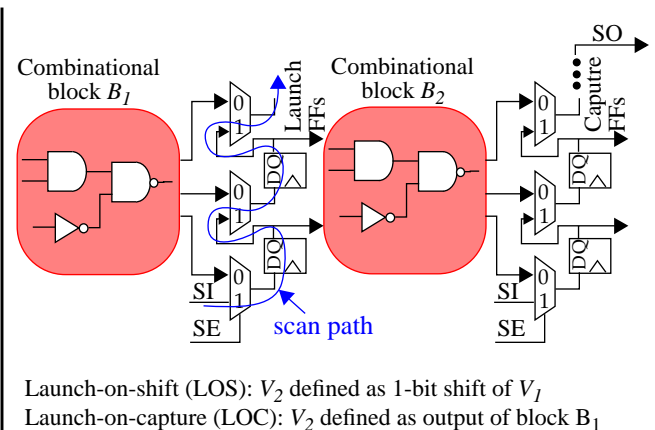 SO
Combinational
block B1
Launch
FFs
Combinational
block B2
Caputre
FFs
0
1
0
1
DQ
DQ
0
1
0
1
DQ
DQ
0
1
0
1
SI
SE
SI
SE
scan path
Launch-on-shift (LOS): V2 defined as 1-bit shift of V1
Launch-on-capture (LOC): V2 defined as output of block B1